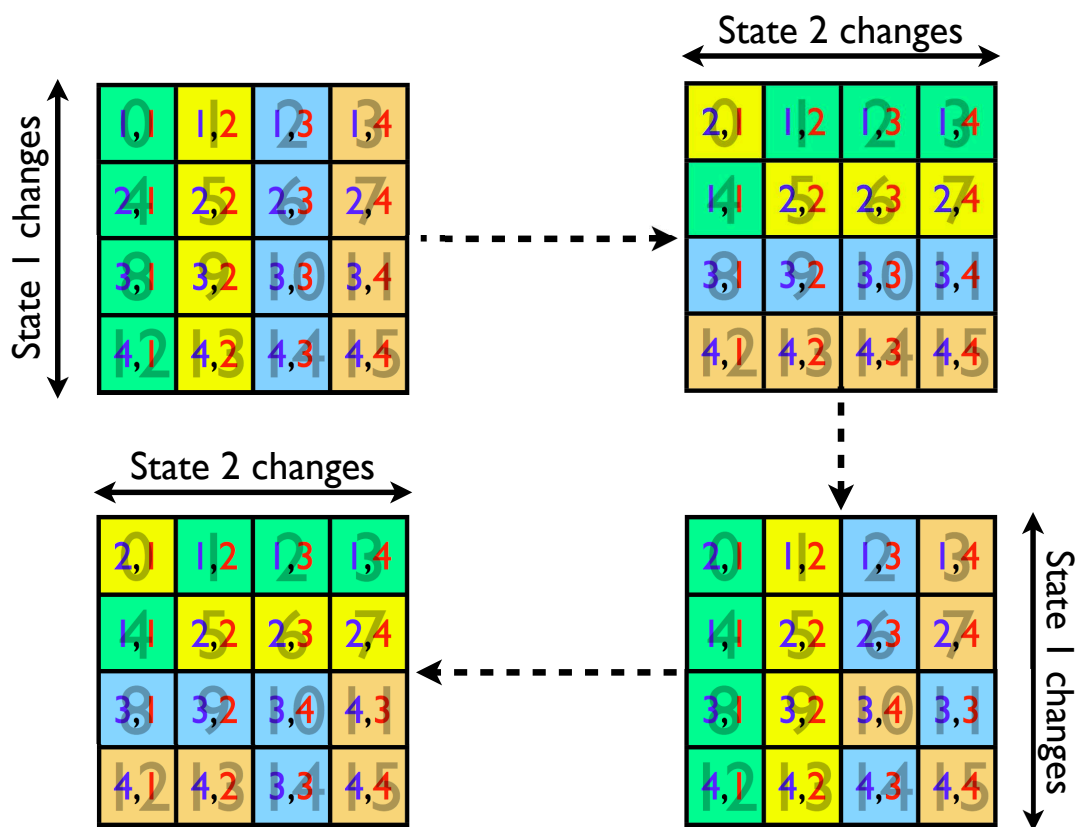 State 1 changes
1,1 1,2 1,3 1,4
0 1 2 3
2,1 2,2 2,3 2,4
4 5 6 7
3,1 3,2 3,3 3,4
8 9 10 11
4,1 4,2 4,3 4,4
12 13 14 15
State 2 changes
2,1 1,2 1,3 1,4
0 1 2 3
1,1 2,2 2,3 2,4
4 5 6 7
3,1 3,2 3,3 3,4
8 9 10 11
4,1 4,2 4,3 4,4
12 13 14 15
State 2 changes
2,1 1,2 1,3 1,4
0 1 2 3
1,1 2,2 2,3 2,4
4 5 6 7
3,1 3,2 3,4 4,3
8 9 10 11
4,1 4,2 3,3 4,4
12 13 14 15
2,1 1,2 1,3 1,4
0 1 2 3
1,1 2,2 2,3 2,4
4 5 6 7
3,1 3,2 3,4 3,3
8 9 10 11
4,1 4,2 4,3 4,4
12 13 14 15
State 1 changes